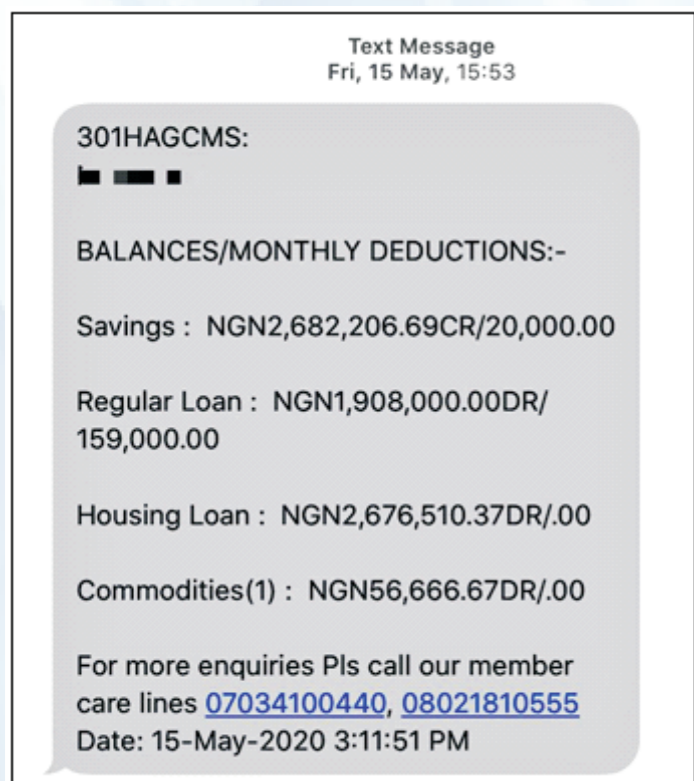 Text Message
Fri, 15 May, 15:53
301HAGCMS:
BALANCES/MONTHLY DEDUCTIONS:-
Savings : NGN2,682,206.69CR/20,000.00
Regular Loan : NGN1,908,000.00DR/
159,000.00
Housing Loan : NGN2,676,510.37DR/.00
Commodities(1) : NGN56,666.67DR/.00
For more enquiries Pls call our member
care lines 07034100440, 08021810555
Date: 15-May-2020 3:11:51 PM